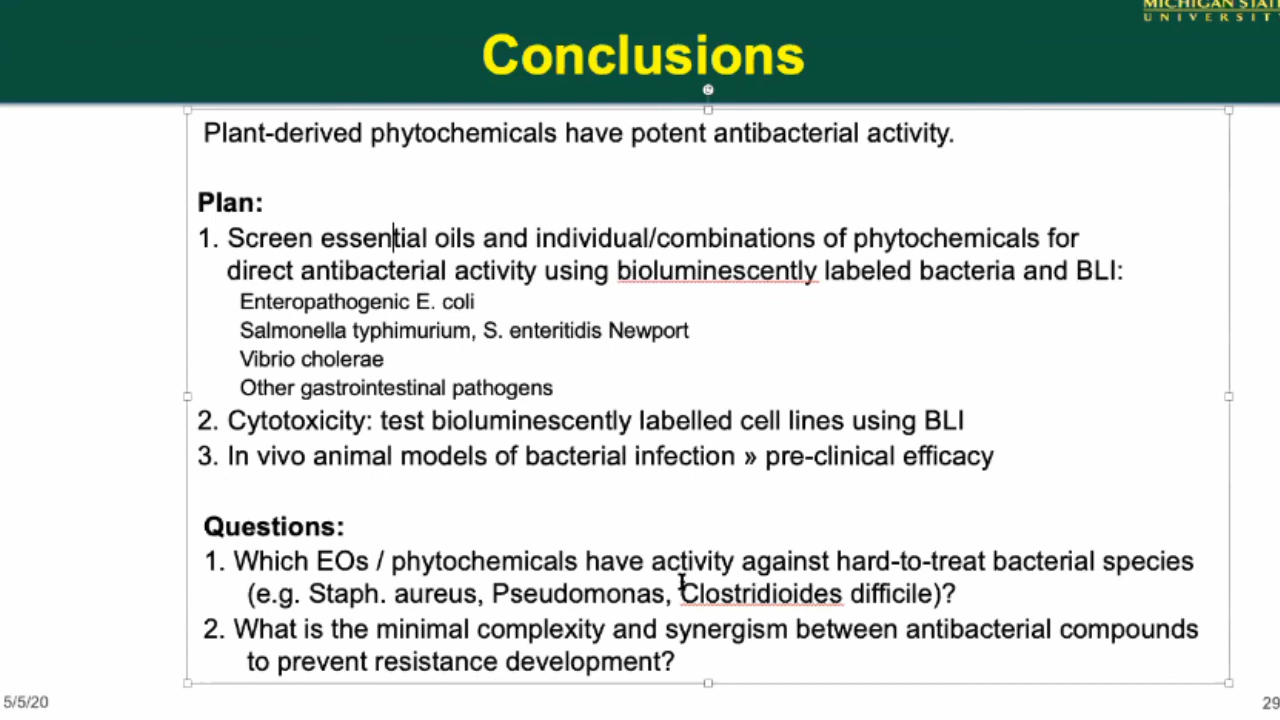 MICHIGAN STATE
UNIVERSITY
Conclusions
Plant-derived phytochemicals have potent antibacterial activity.
Plan:
1. Screen essential oils and individual/combinations of phytochemicals for
direct antibacterial activity using bioluminescently labeled bacteria and BLI:
Enteropathogenic E. coli
Salmonella typhimurium, S. enteritidis Newport
Vibrio cholerae
Other gastrointestinal pathogens
2. Cytotoxicity: test bioluminescently labelled cell lines using BLI
3. In vivo animal models of bacterial infection » pre-clinical efficacy
Questions:
1. Which EOs / phytochemicals have activity against hard-to-treat bacterial species
(e.g. Staph. aureus, Pseudomonas, Clostridioides difficile)?
2. What is the minimal complexity and synergism between antibacterial compounds
to prevent resistance development?
5/5/20
29